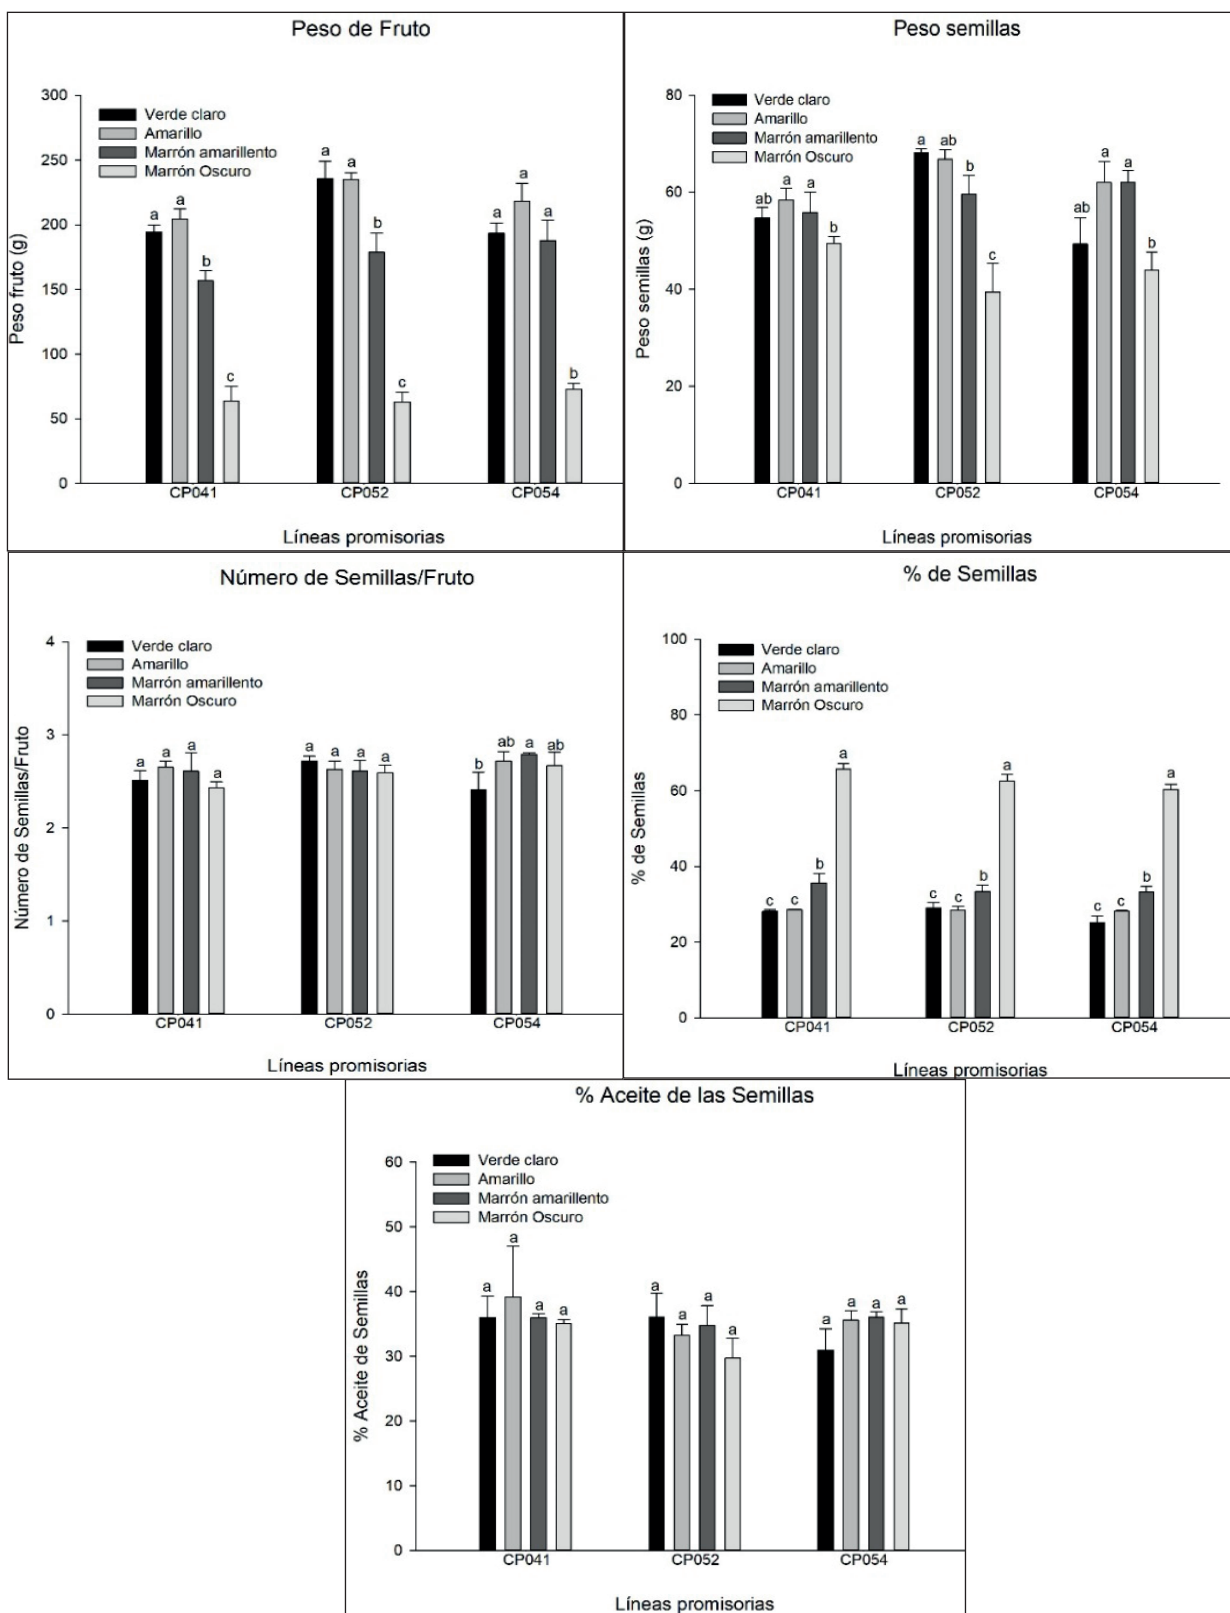 Peso de Fruto
300
250
200
150
100
50
0
Peso fruto (g)
Verde claro
Amarillo
Marrón amarillento
Marrón Oscuro
a a b c
a a b c
a a a b
CP041 CP052 CP054
Líneas promisorias
Peso semillas
80
60
40
20
0
Peso semillas (g)
Verde claro
Amarillo
Marrón amarillento
Marrón Oscuro
ab a a b
a ab b c
ab a a b
CP041 CP052 CP054
Líneas promisorias
Número de Semillas/Fruto
4
3
2
1
0
Número de Semillas/Fruto
Verde claro
Amarillo
Marrón amarillento
Marrón Oscuro
a a a a
a a a a
b ab a ab
CP041 CP052 CP054
Líneas promisorias
% de Semillas
100
80
60
40
20
0
% de Semillas
Verde claro
Amarillo
Marrón amarillento
Marrón Oscuro
c c b a
c c b a
c c b a
CP041 CP052 CP054
Líneas promisorias
% Aceite de las Semillas
60
50
40
30
20
10
0
% Aceite de Semillas
Verde claro
Amarillo
Marrón amarillento
Marrón Oscuro
a a a a
a a a a
a a a a
CP041 CP052 CP054
Líneas promisorias